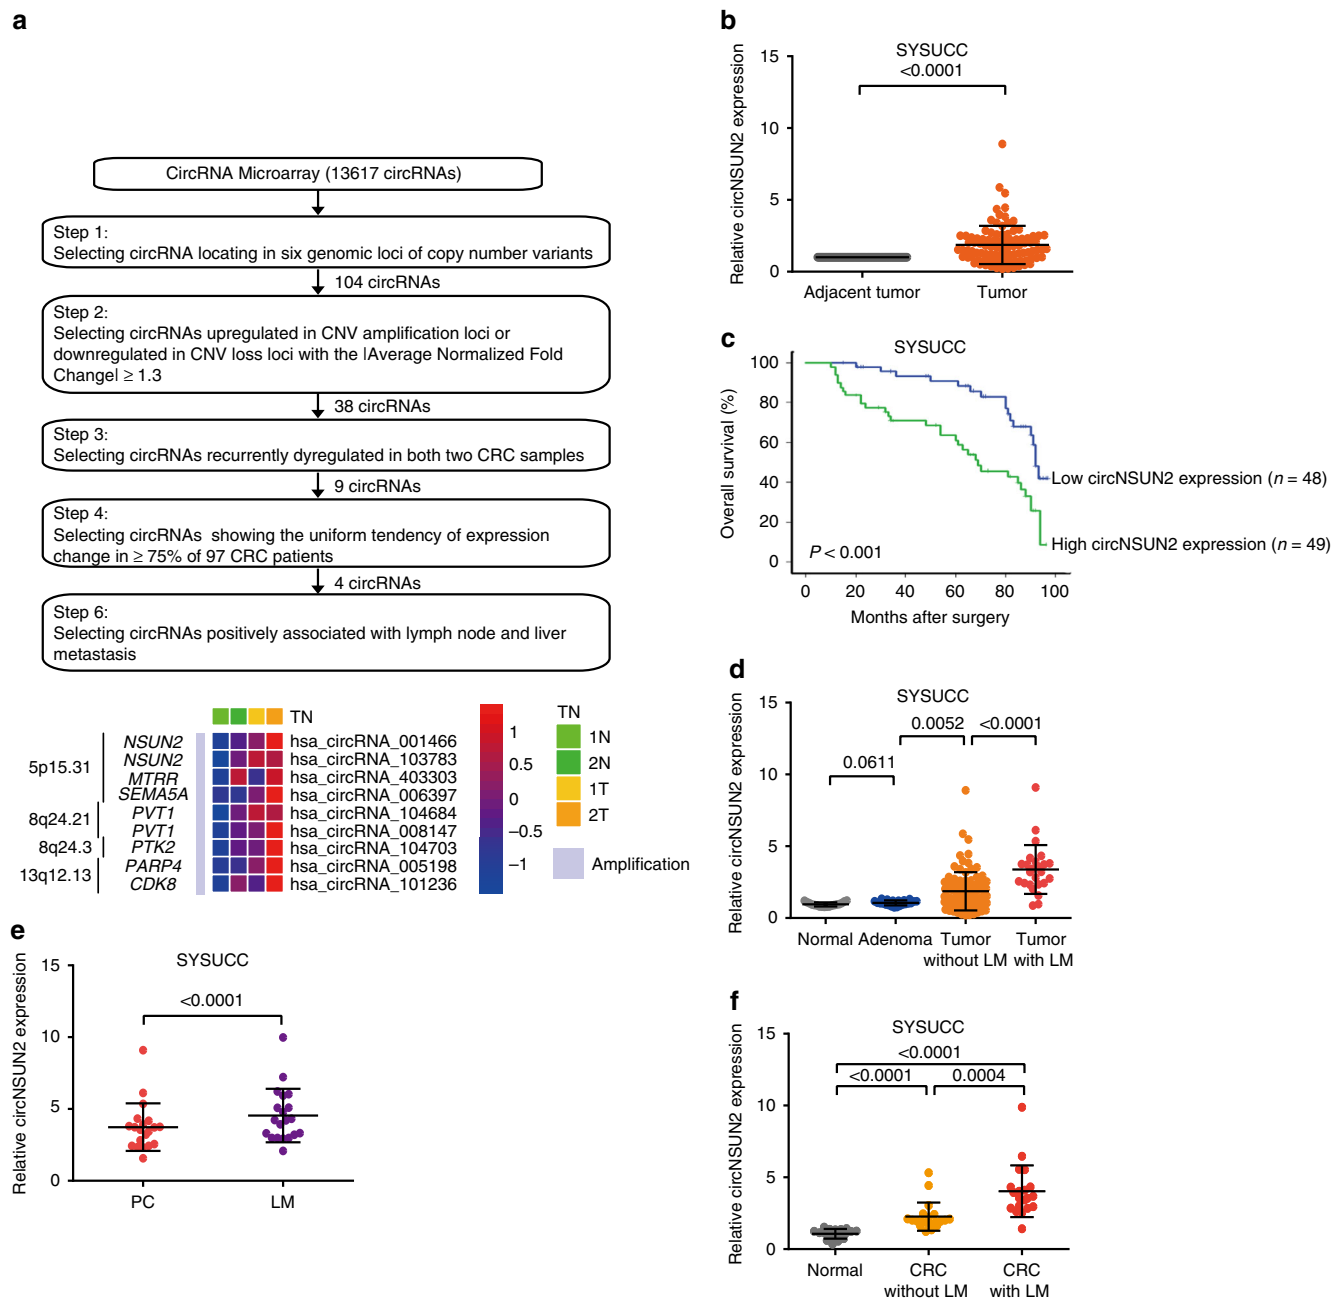 a
CircRNA Microarray (13617 circRNAs)
Step 1:
Selecting circRNA locating in six genomic loci of copy number variants
104 circRNAs
Step 2:
Selecting circRNAs upregulated in CNV amplification loci or
downregulated in CNV loss loci with the |Average Normalized Fold
Change| ≥ 1.3
38 circRNAs
Step 3:
Selecting circRNAs recurrently dyregulated in both two CRC samples
9 circRNAs
Step 4:
Selecting circRNAs showing the uniform tendency of expression
change in ≥ 75% of 97 CRC patients
4 circRNAs
Step 6:
Selecting circRNAs positively associated with lymph node and liver
metastasis
TN
5p15.31
NSUN2 hsa_circRNA_001466
NSUN2 hsa_circRNA_103783
MTRR hsa_circRNA_403303
SEMA5A hsa_circRNA_006397
8q24.21
PVT1 hsa_circRNA_104684
PVT1 hsa_circRNA_008147
8q24.3
PTK2 hsa_circRNA_104703
13q12.13
PARP4 hsa_circRNA_005198
CDK8 hsa_circRNA_101236
1
0.5
0
−0.5
−1
TN
1N
2N
1T
2T
Amplification
b
SYSUCC
<0.0001
Relative circNSUN2 expression
15
10
5
0
Adjacent tumor
Tumor
c
SYSUCC
Overall survival (%)
100
80
60
40
20
0
Low circNSUN2 expression (n = 48)
High circNSUN2 expression (n = 49)
P < 0.001
0 20 40 60 80 100
Months after surgery
d
SYSUCC
Relative circNSUN2 expression
15
10
5
0
0.0052
<0.0001
0.0611
Normal
Adenoma
Tumor
without LM
Tumor
with LM
e
SYSUCC
<0.0001
Relative circNSUN2 expression
15
10
5
0
PC
LM
f
SYSUCC
<0.0001
<0.0001
0.0004
Relative circNSUN2 expression
15
10
5
0
Normal
CRC
without LM
CRC
with LM